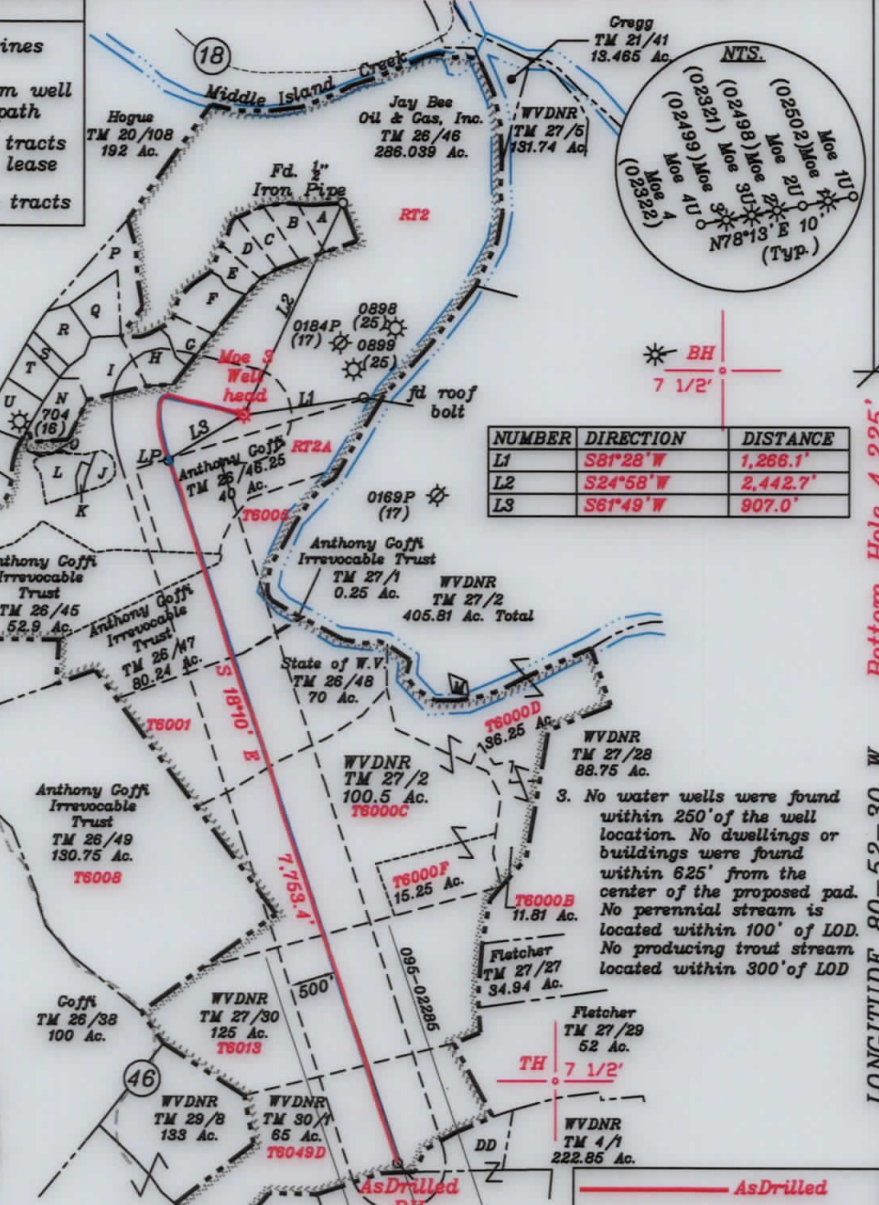 ines
m well
path
tracts
lease
tracts
18
Middle Island Creek
Hogue
TM 20/108
192 Ac.
Jay Bee
Oil & Gas, Inc.
TM 26/46
286.039 Ac.
Gregg
TM 21/41
13.465 Ac.
WVDNR
TM 27/5
131.74 Ac.
NTS.
Moe 1U
(02502) Moe 1
Moe 2U
(02498) Moe 2
Moe 3U
(02321) Moe 3
(02499) Moe 4U
Moe 4
(02322)
N78°13' E 10'
(Typ.)
Fd. 1/2"
Iron Pipe
RT2
A
B
C
D
E
F
G
H
I
P
Q
R
S
T
U
N
704
(16)
O
L
J
K
L2
0184P
(17)
0898
(25)
0899
(25)
Moe 3
Well
head
L1
L3
LP
fd roof
bolt
BH
7 1/2'
NUMBER DIRECTION DISTANCE
L1 S81°28'W 1,266.1'
L2 S24°58'W 2,442.7'
L3 S61°49'W 907.0'
Anthony Goffi
TM 26/46.25
40 Ac.
RT2A
0169P
(17)
Anthony Goffi
Irrevocable Trust
TM 27/1
0.25 Ac.
WVDNR
TM 27/2
405.81 Ac. Total
nthony Goffi
Irrevocable
Trust
TM 26/45
52.9 Ac.
Anthony Goffi
Irrevocable
Trust
TM 26/47
80.24 Ac.
State of W.V.
TM 26/48
70 Ac.
M
T6001
S 18°10' E
7,753.4'
T6000D
136.25 Ac.
WVDNR
TM 27/28
88.75 Ac.
WVDNR
TM 27/2
100.5 Ac.
T6000C
Anthony Goffi
Irrevocable
Trust
TM 26/49
130.75 Ac.
T6008
3. No water wells were found
within 250'of the well
location. No dwellings or
buildings were found
within 625' from the
center of the proposed pad.
No perennial stream is
located within 100' of LOD.
No producing trout stream
located within 300'of LOD
T6000F
15.25 Ac.
T6000B
11.81 Ac.
Fletcher
TM 27/27
34.94 Ac.
500'
095-02285
Goffi
TM 26/38
100 Ac.
WVDNR
TM 27/30
125 Ac.
T6013
Fletcher
TM 27/29
52 Ac.
TH
7 1/2'
46
WVDNR
TM 29/8
133 Ac.
WVDNR
TM 30/1
65 Ac.
T6049D
DD
WVDNR
TM 4/1
222.85 Ac.
AsDrilled
AsDrilled
Bottom Hole 4,225'
LONGITUDE 80-52-30 W